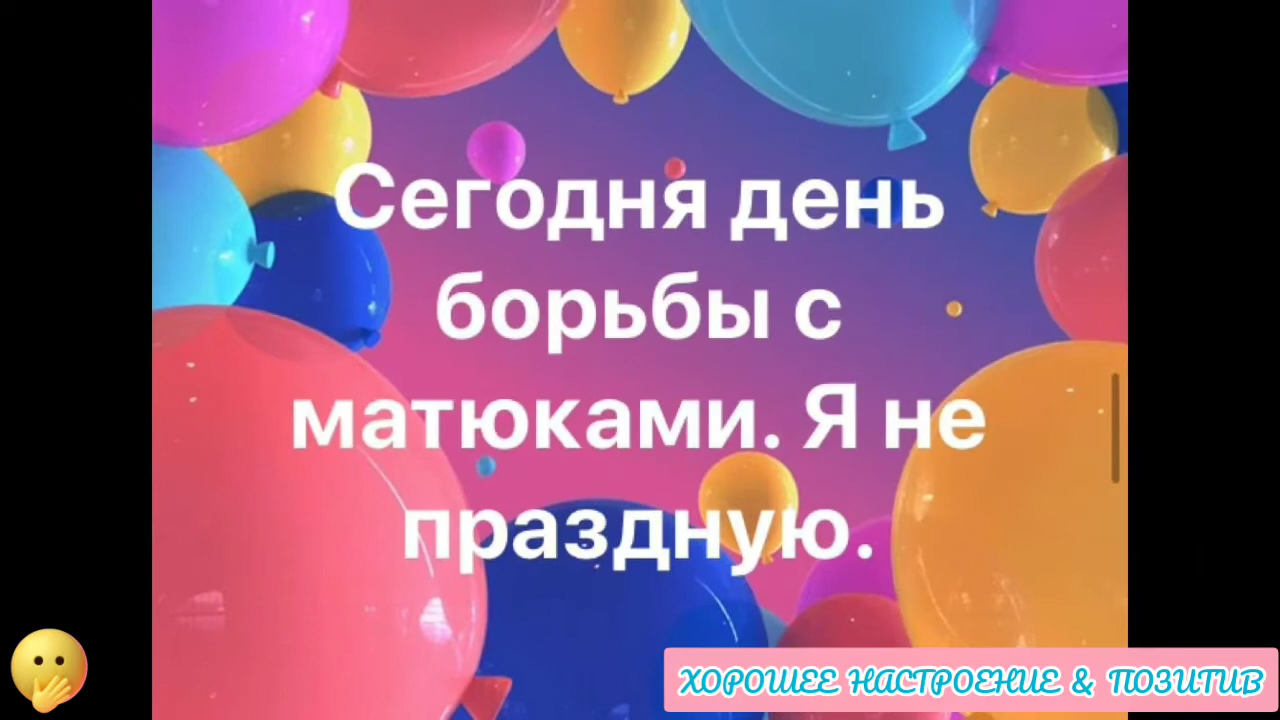 Сегодня день
борьбы с
матюками. Я не
праздную.
ХОРОШЕЕ НАСТРОЕНИЕ & ПОЗИТИВ